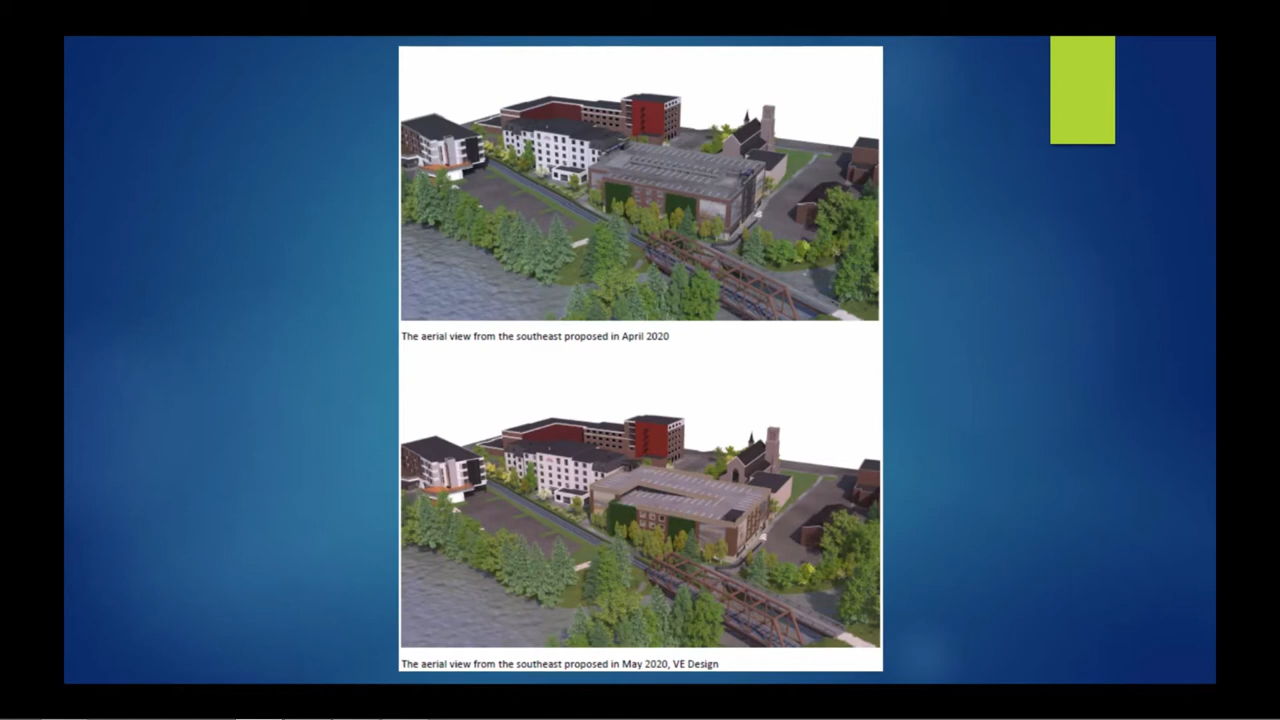 The aerial view from the southeast proposed in April 2020
The aerial view from the southeast proposed in May 2020, VE Design